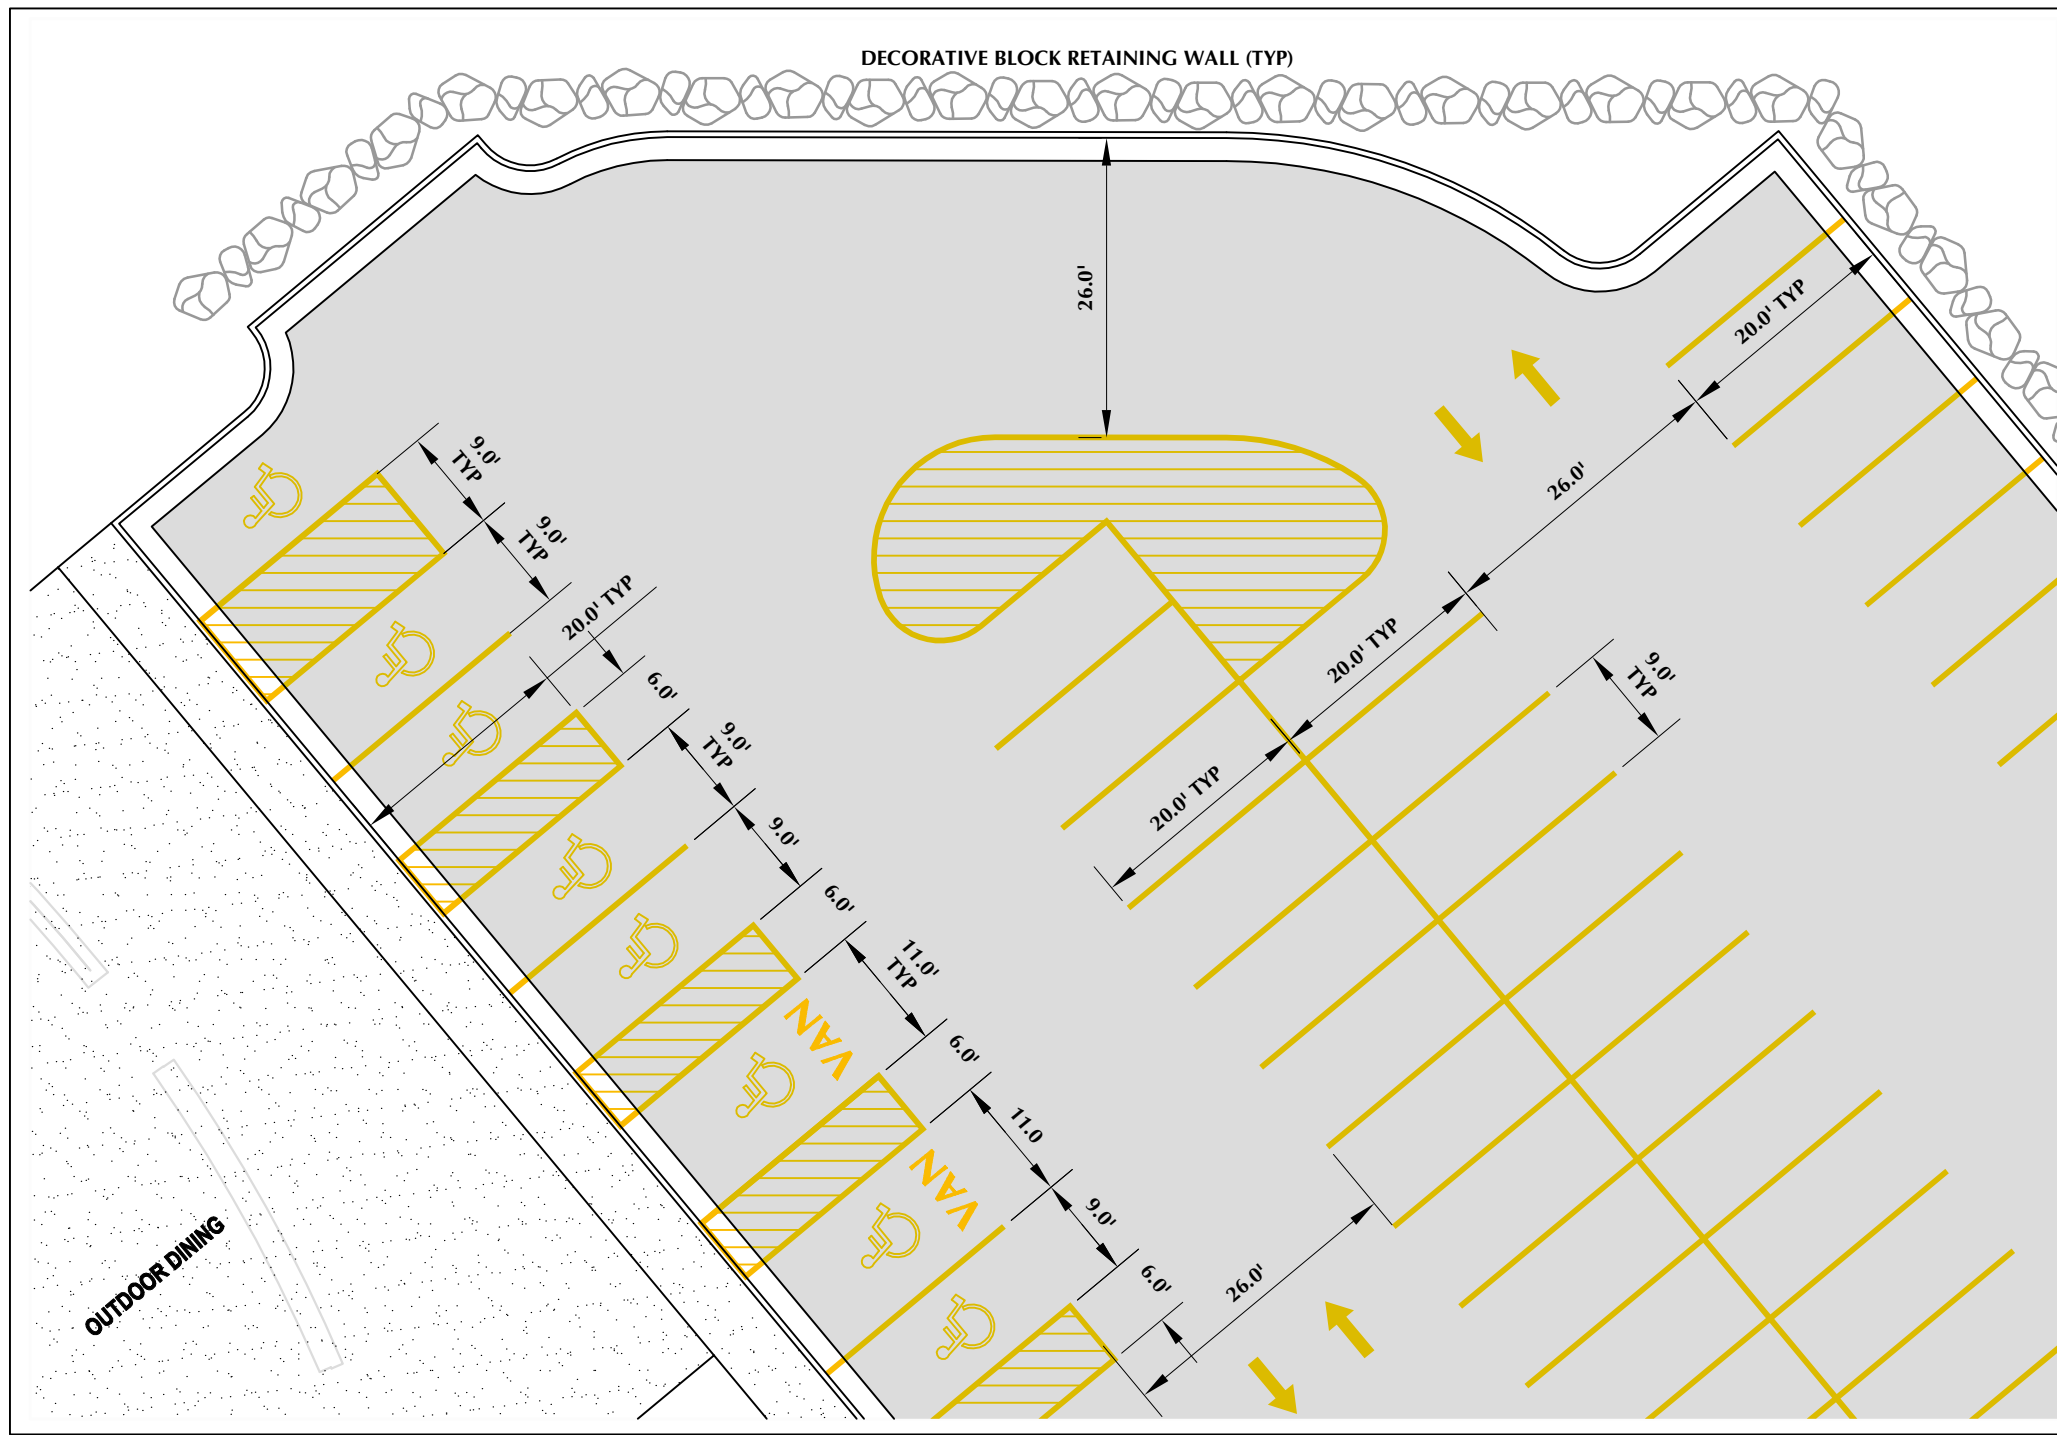 DECORATIVE BLOCK RETAINING WALL (TYP)
26.0'
20.0' TYP
26.0'
9.0'
TYP
9.0'
TYP
20.0' TYP
6.0'
20.0' TYP
9.0'
TYP
9.0'
TYP
20.0' TYP
9.0'
6.0'
11.0'
TYP
VAN
6.0'
11.0
VAN
9.0'
6.0'
26.0'
OUTDOOR DINING